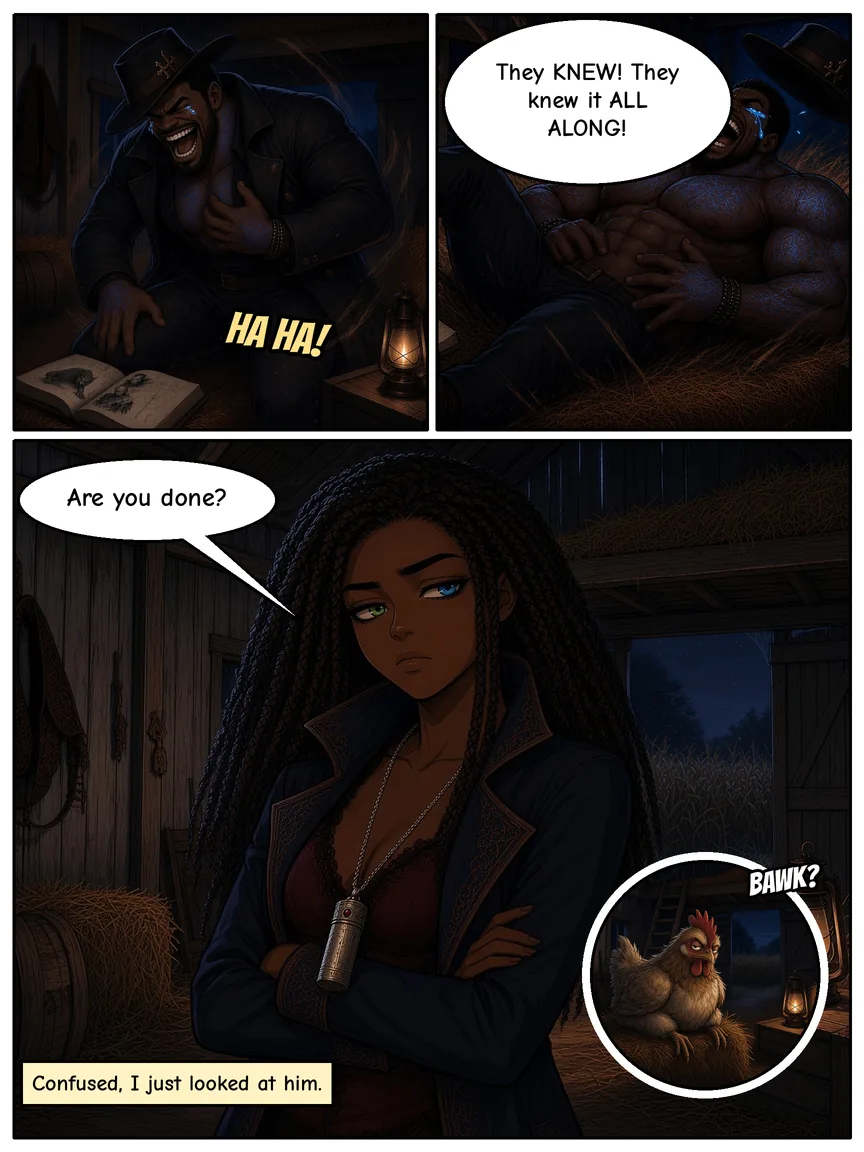 HA HA!
They KNEW! They
knew it ALL
ALONG!
Are you done?
BAWK?
Confused, I just looked at him.